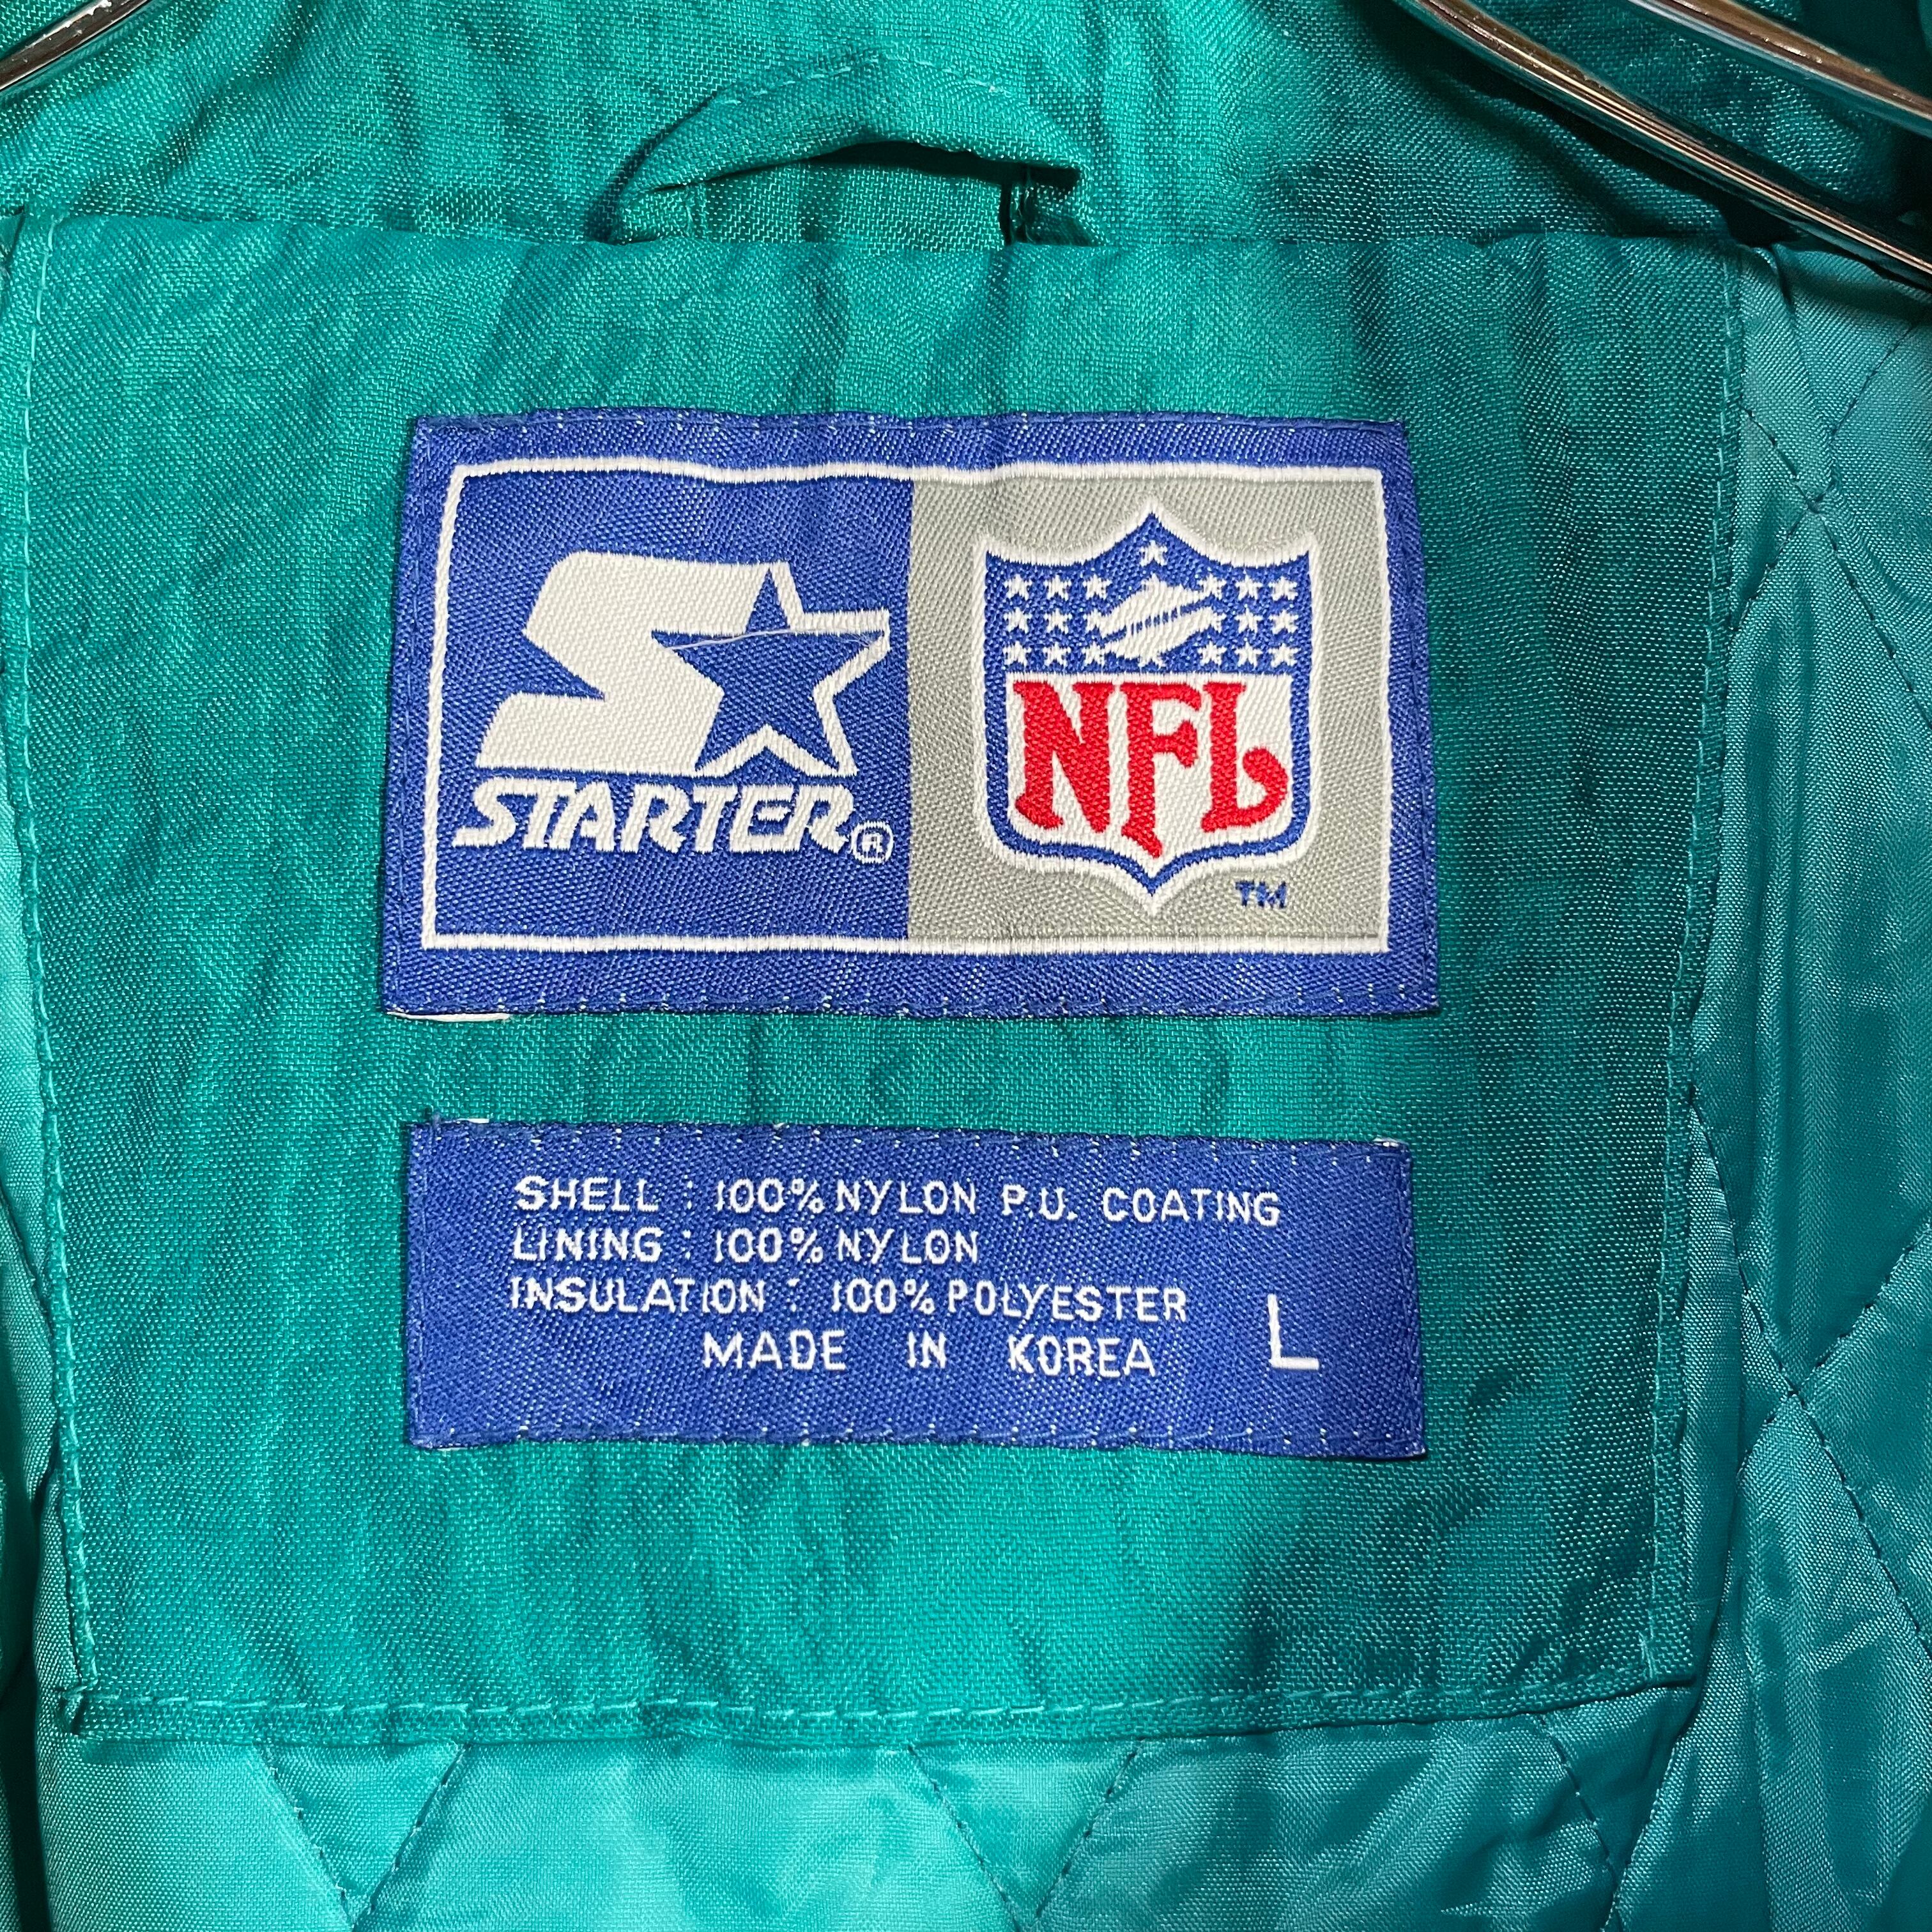 STARTER®
NFL
TM
SHELL : 100% NYLON P.U. COATING
LINING : 100% NYLON
INSULATION : 100% POLYESTER
MADE IN KOREA L